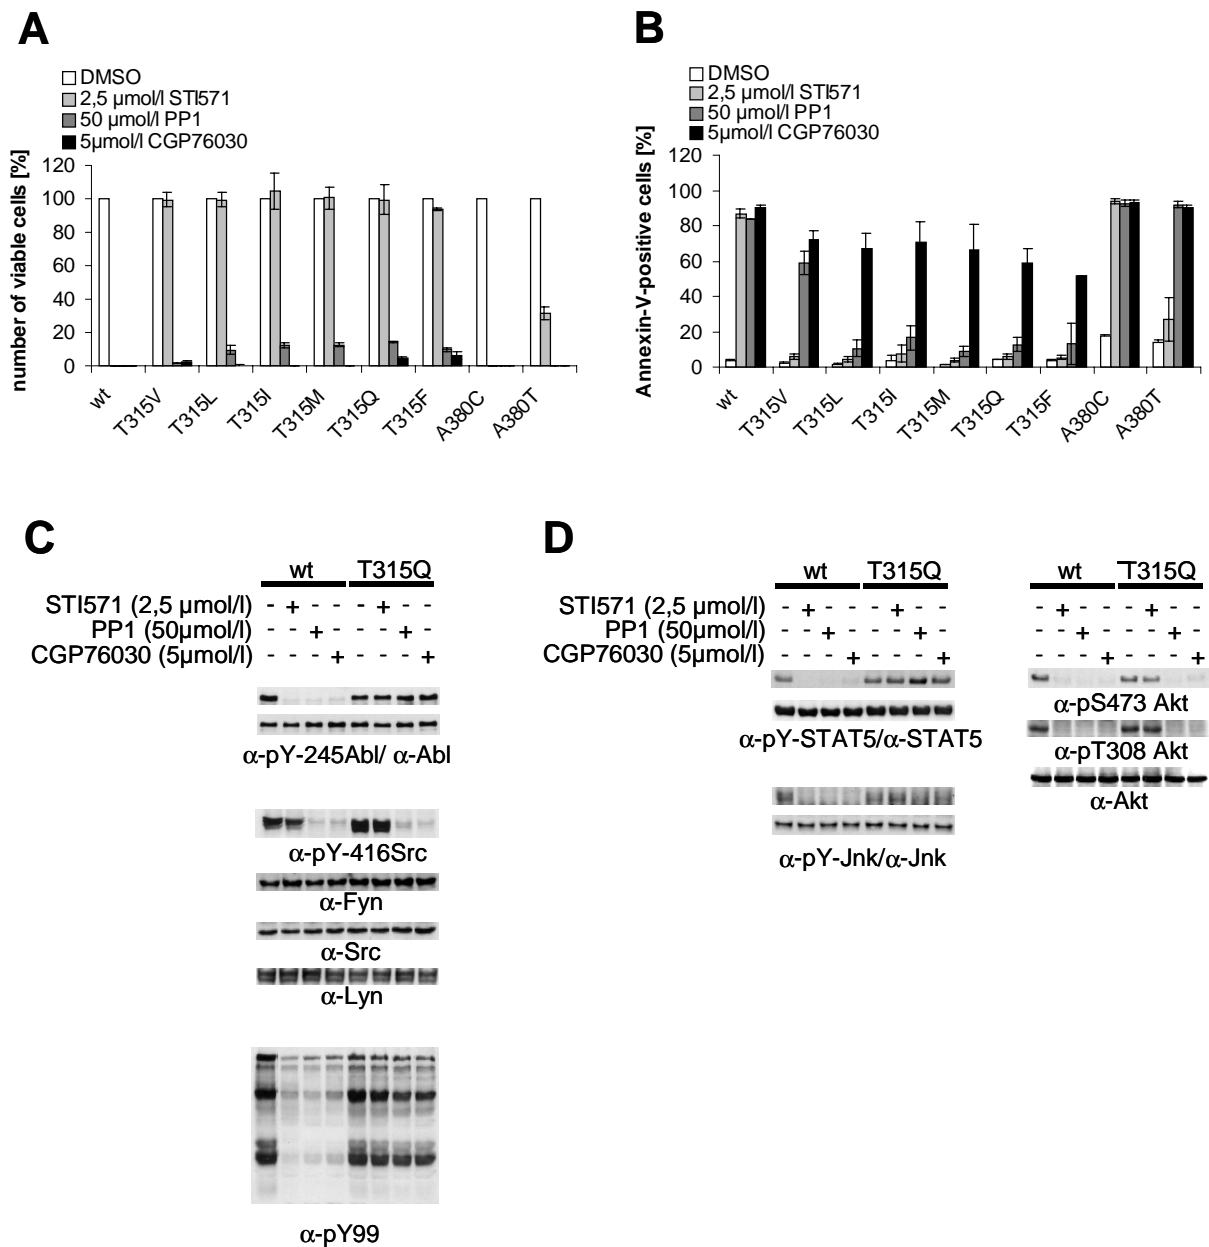 A
DMSO
2,5 µmol/l STI571
50 µmol/l PP1
5µmol/l CGP76030
number of viable cells [%]
120
100
80
60
40
20
0
wt
T315V
T315L
T315I
T315M
T315Q
T315F
A380C
A380T
B
DMSO
2,5 µmol/l STI571
50 µmol/l PP1
5µmol/l CGP76030
Annexin-V-positive cells [%]
120
100
80
60
40
20
0
wt
T315V
T315L
T315I
T315M
T315Q
T315F
A380C
A380T
C
wt T315Q
STI571 (2,5 µmol/l) - + - - - + - -
PP1 (50µmol/l) - - + - - - + -
CGP76030 (5µmol/l) - - - + - - - +
α-pY-245Abl/ α-Abl
α-pY-416Src
α-Fyn
α-Src
α-Lyn
α-pY99
D
wt T315Q
STI571 (2,5 µmol/l) - + - - - + - -
PP1 (50µmol/l) - - + - - - + -
CGP76030 (5µmol/l) - - - + - - - +
α-pY-STAT5/α-STAT5
α-pY-Jnk/α-Jnk
wt T315Q
- + - - - + - -
- - + - - - + -
- - - + - - - +
α-pS473 Akt
α-pT308 Akt
α-Akt